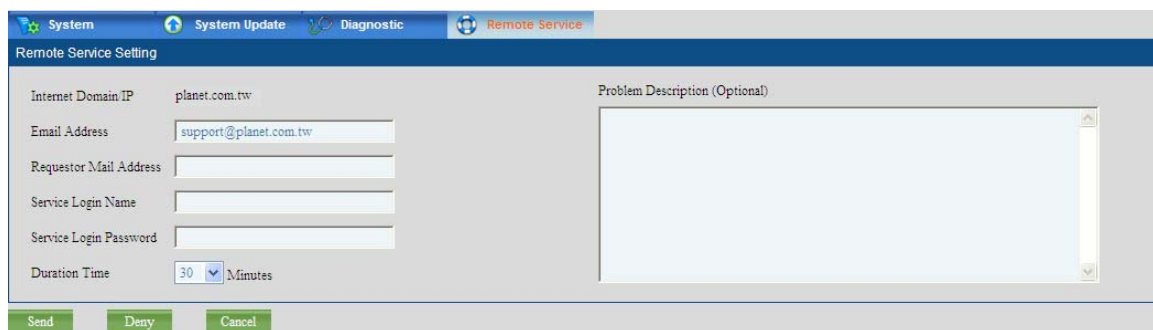 System System Update Diagnostic Remote Service
Remote Service Setting
Internet Domain/IP planet.com.tw
Email Address support@planet.com.tw
Requestor Mail Address
Service Login Name
Service Login Password
Duration Time 30 Minutes
Problem Description (Optional)
Send Deny Cancel